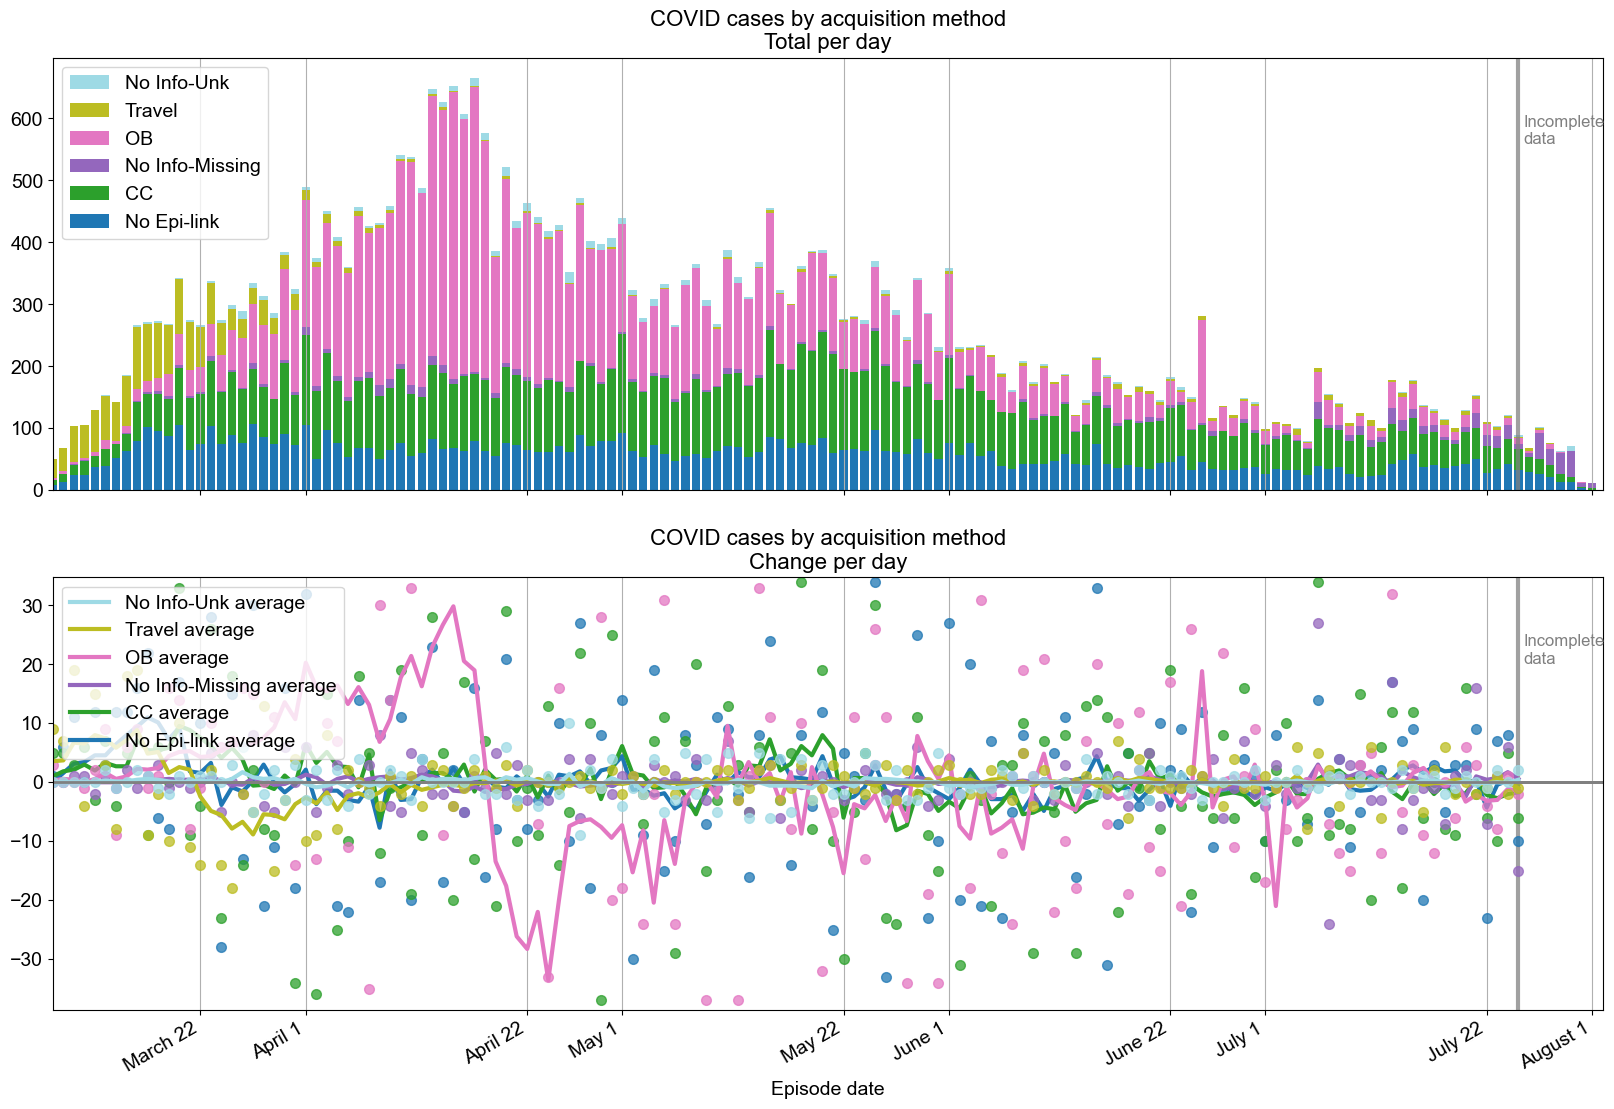 COVID cases by acquisition method
Total per day
No Info-Unk
Travel
OB
No Info-Missing
CC
No Epi-link
Incomplete
data
600
500
400
300
200
100
0
COVID cases by acquisition method
Change per day
No Info-Unk average
Travel average
OB average
No Info-Missing average
CC average
No Epi-link average
Incomplete
data
30
20
10
0
−10
−20
−30
March 22
April 1
April 22
May 1
May 22
June 1
June 22
July 1
July 22
August 1
Episode date